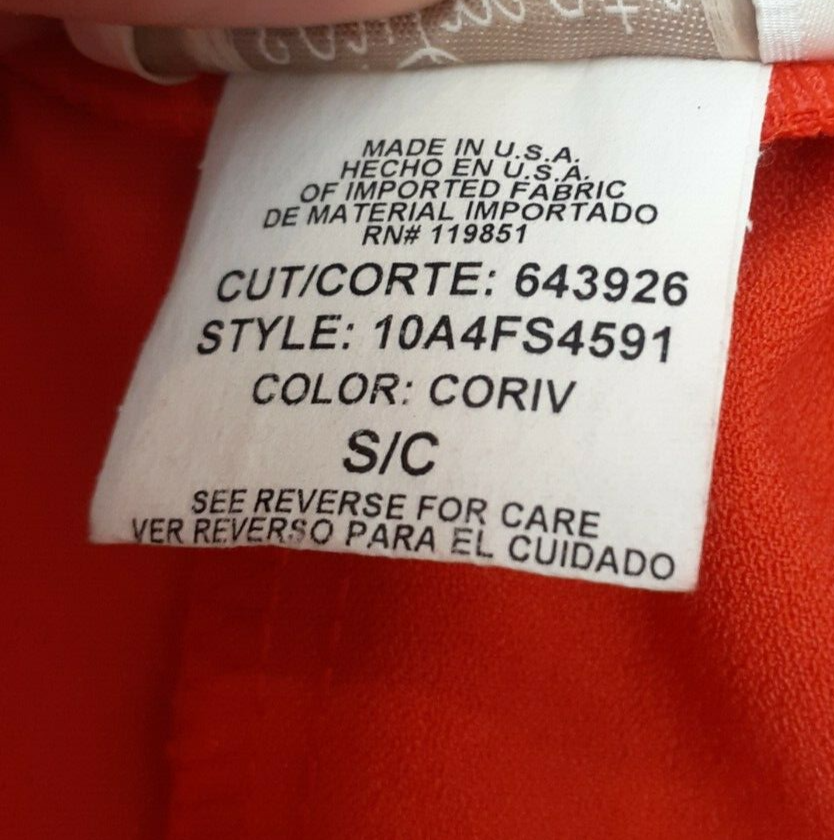 MADE IN U.S.A.
HECHO EN U.S.A.
OF IMPORTED FABRIC
DE MATERIAL IMPORTADO
RN# 119851
CUT/CORTE: 643926
STYLE: 10A4FS4591
COLOR: CORIV
S/C
SEE REVERSE FOR CARE
VER REVERSO PARA EL CUIDADO